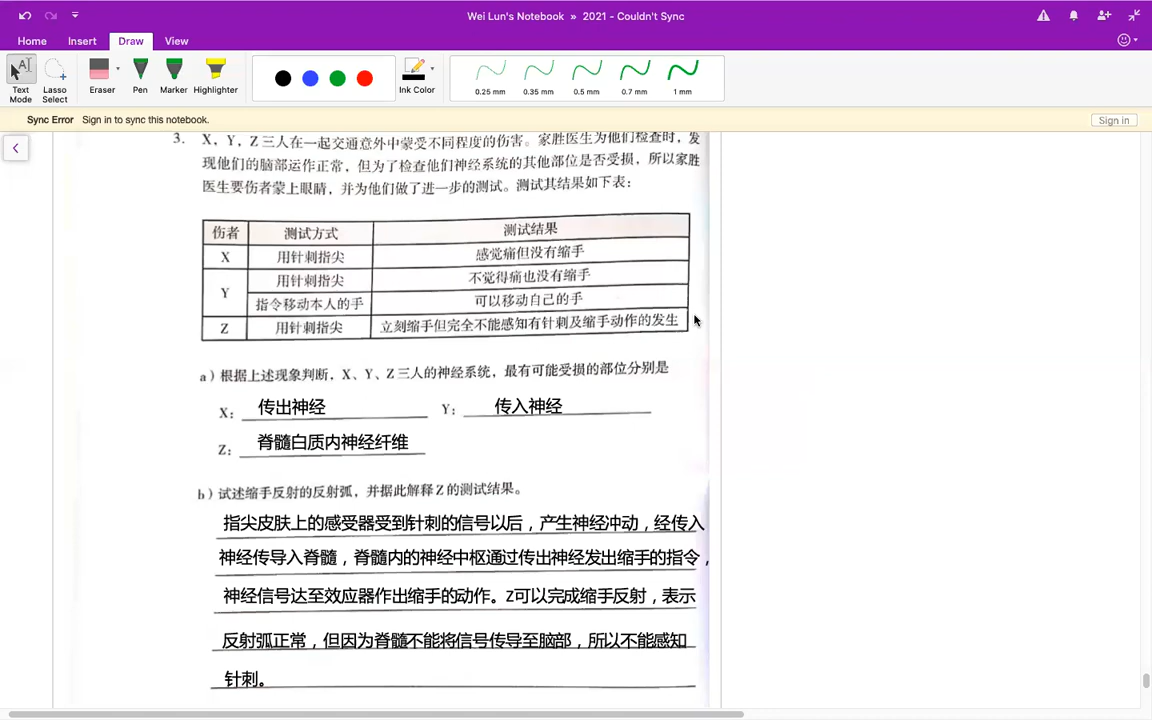 Wei Lun's Notebook » 2021 - Couldn't Sync
Home Insert Draw View
Text Mode
Lasso Select
Eraser
Pen
Marker
Highlighter
Ink Color
0.25 mm
0.35 mm
0.5 mm
0.7 mm
1 mm
Sync Error Sign in to sync this notebook.
Sign in
3. X，Y，Z 三人在一起交通意外中蒙受不同程度的伤害。家胜医生为他们检查时，发
现他们的脑部运作正常，但为了检查他们神经系统的其他部位是否受损，所以家胜
医生要伤者蒙上眼睛，并为他们做了进一步的测试。测试其结果如下表：
伤者 测试方式 测试结果
X 用针刺指尖 感觉痛但没有缩手
Y 用针刺指尖 不觉得痛也没有缩手
指令移动本人的手 可以移动自己的手
Z 用针刺指尖 立刻缩手但完全不能感知有针刺及缩手动作的发生
a）根据上述现象判断，X、Y、Z 三人的神经系统，最有可能受损的部位分别是
X： 传出神经 Y： 传入神经
Z： 脊髓白质内神经纤维
b）试述缩手反射的反射弧，并据此解释 Z 的测试结果。
指尖皮肤上的感受器受到针刺的信号以后，产生神经冲动，经传入
神经传导入脊髓，脊髓内的神经中枢通过传出神经发出缩手的指令，
神经信号达至效应器作出缩手的动作。Z可以完成缩手反射，表示
反射弧正常，但因为脊髓不能将信号传导至脑部，所以不能感知
针刺。